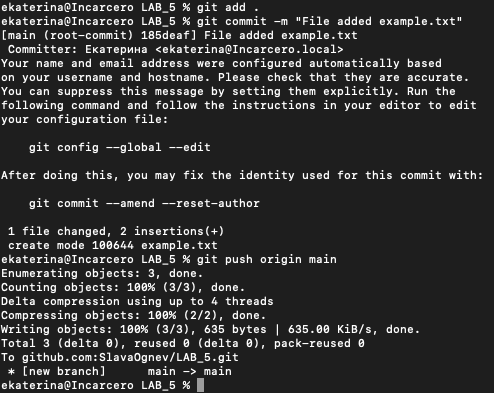 ekaterina@Incarcero LAB_5 % git add .
ekaterina@Incarcero LAB_5 % git commit -m "File added example.txt"
[main (root-commit) 185deaf] File added example.txt
 Committer: Екатерина <ekaterina@Incarcero.local>
Your name and email address were configured automatically based
on your username and hostname. Please check that they are accurate.
You can suppress this message by setting them explicitly. Run the
following command and follow the instructions in your editor to edit
your configuration file:

    git config --global --edit

After doing this, you may fix the identity used for this commit with:

    git commit --amend --reset-author

 1 file changed, 2 insertions(+)
 create mode 100644 example.txt
ekaterina@Incarcero LAB_5 % git push origin main
Enumerating objects: 3, done.
Counting objects: 100% (3/3), done.
Delta compression using up to 4 threads
Compressing objects: 100% (2/2), done.
Writing objects: 100% (3/3), 635 bytes | 635.00 KiB/s, done.
Total 3 (delta 0), reused 0 (delta 0), pack-reused 0
To github.com:SlavaOgnev/LAB_5.git
 * [new branch]      main -> main
ekaterina@Incarcero LAB_5 %